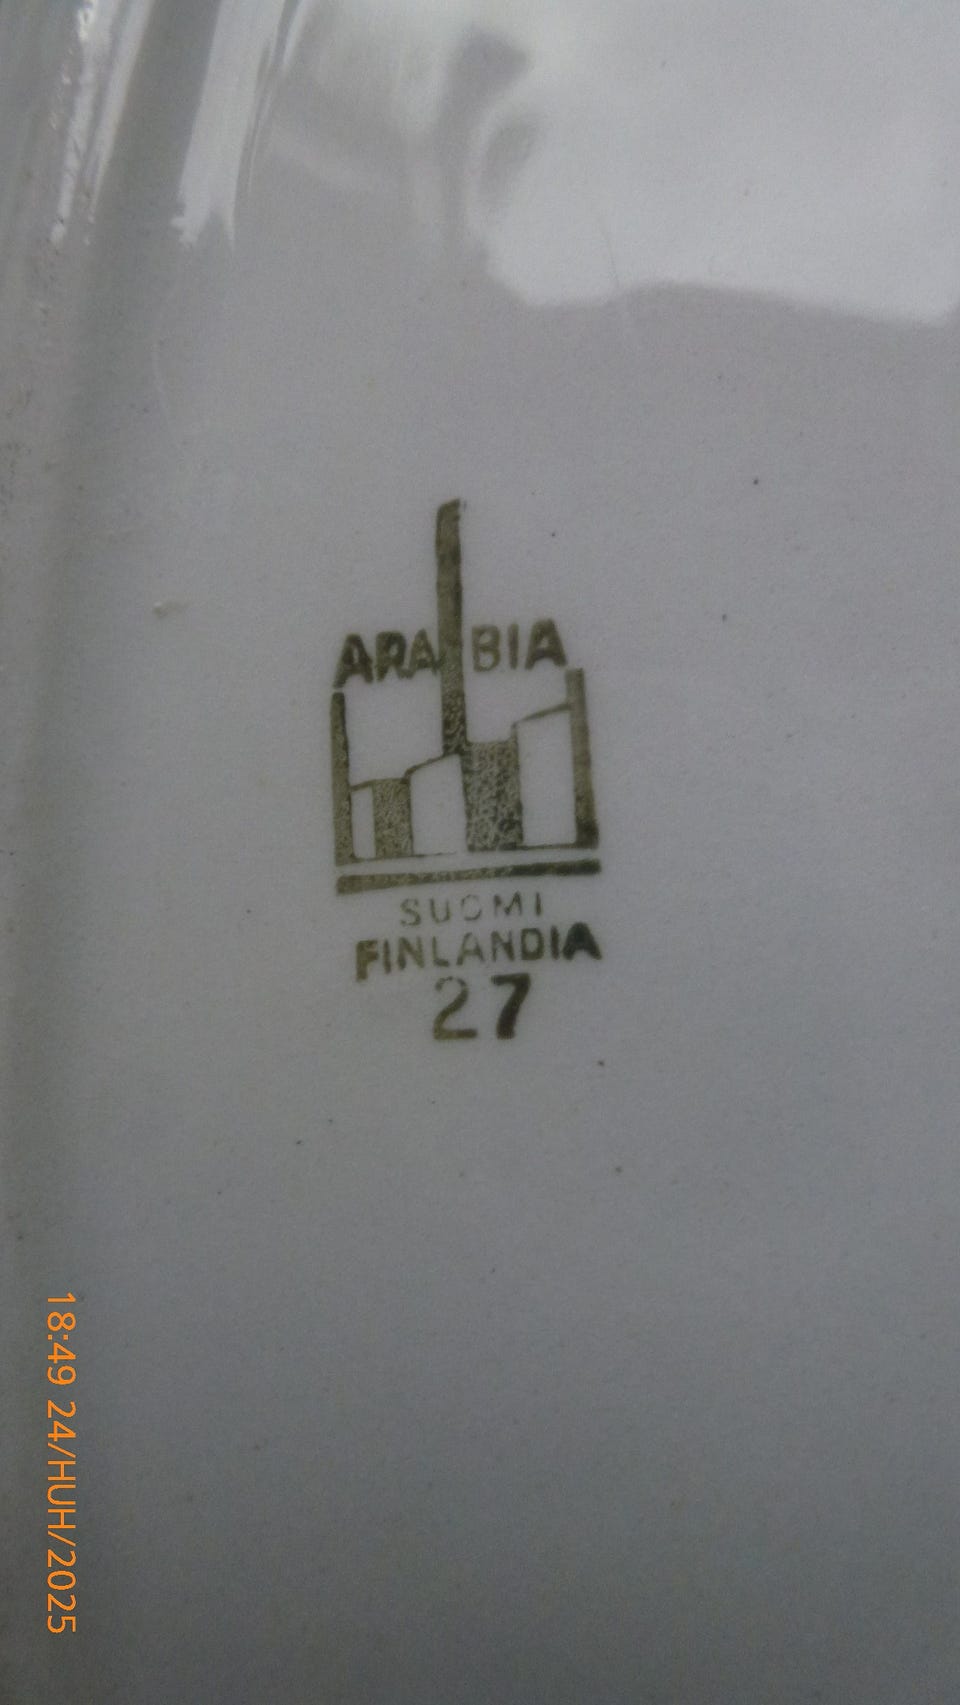 ARABIA
SUOMI
FINLANDIA
27
18:49 24/HUH/2025